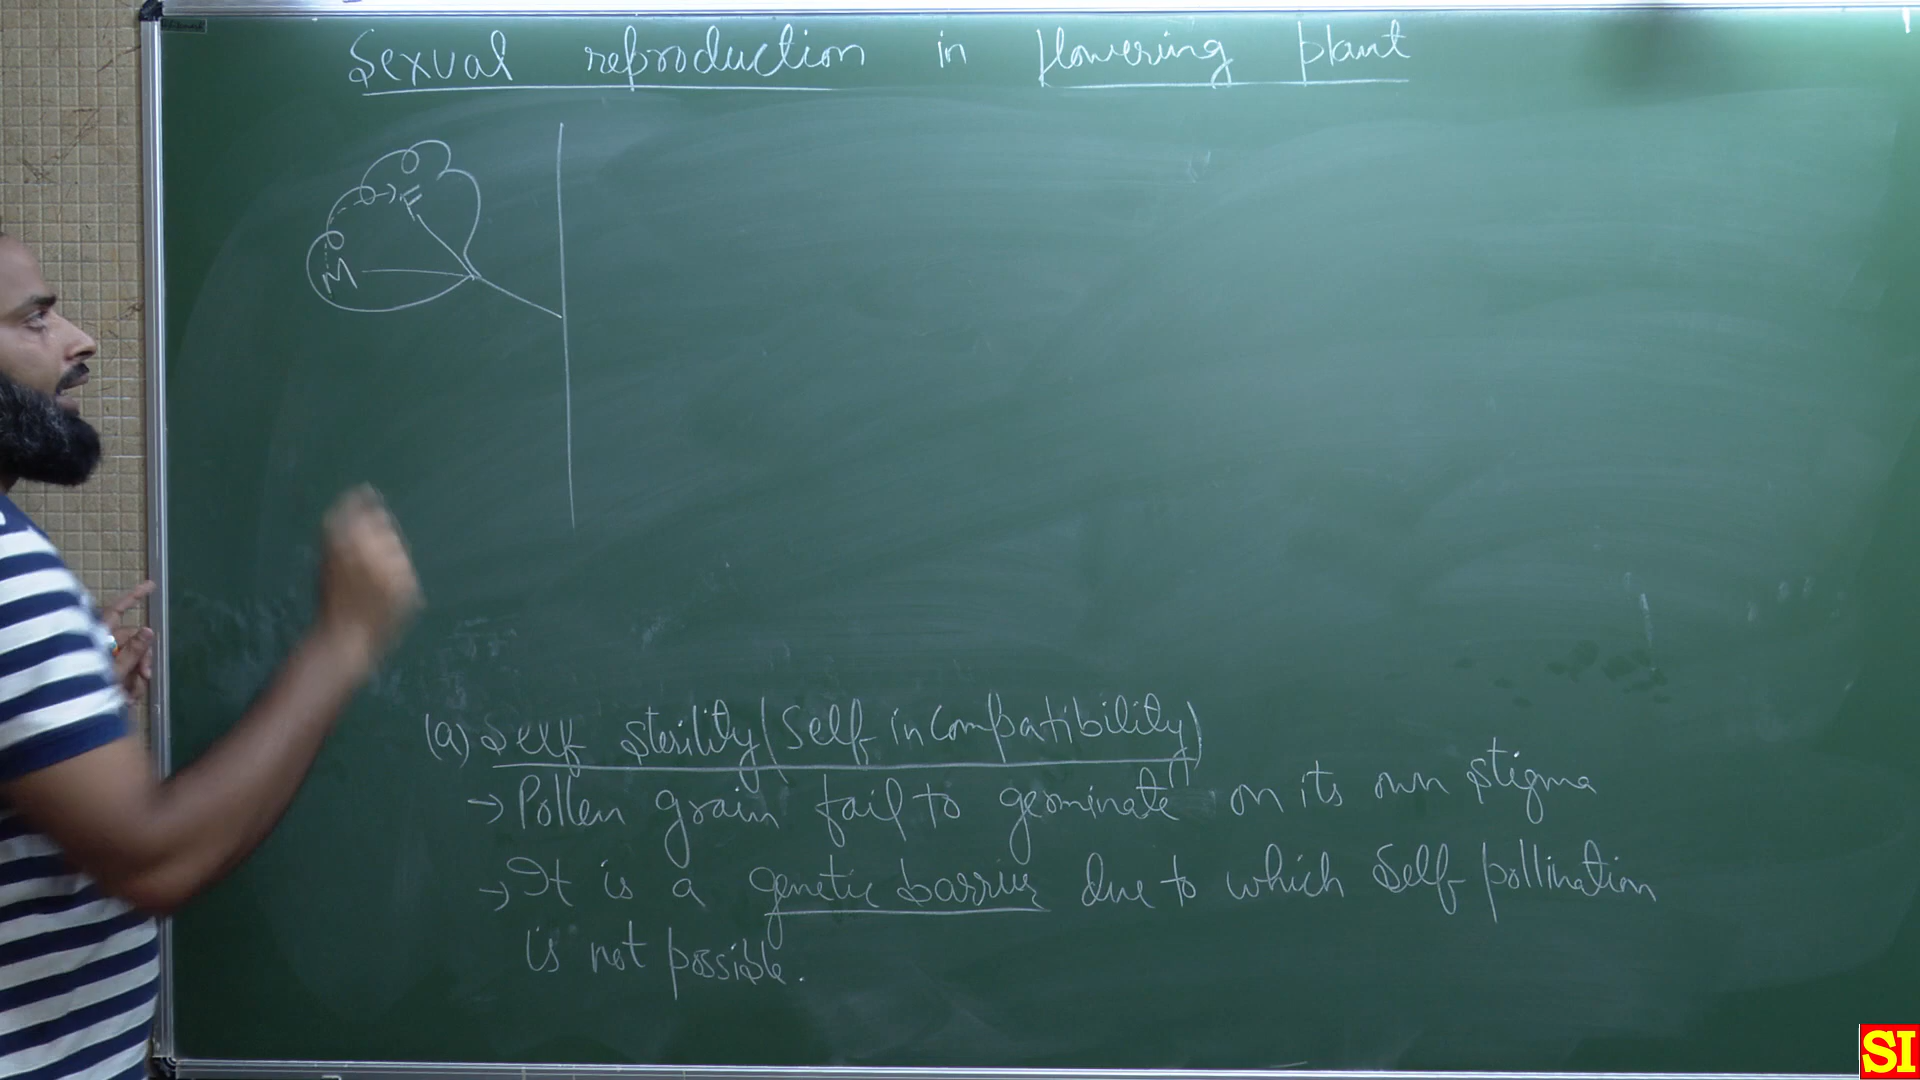 Sexual reproduction in flowering plant
F
M
(a) Self sterility/(Self incompatibility)
→ Pollen grain fail to germinate on its own stigma
→ It is a genetic barrier due to which Self pollination
is not possible.
SI